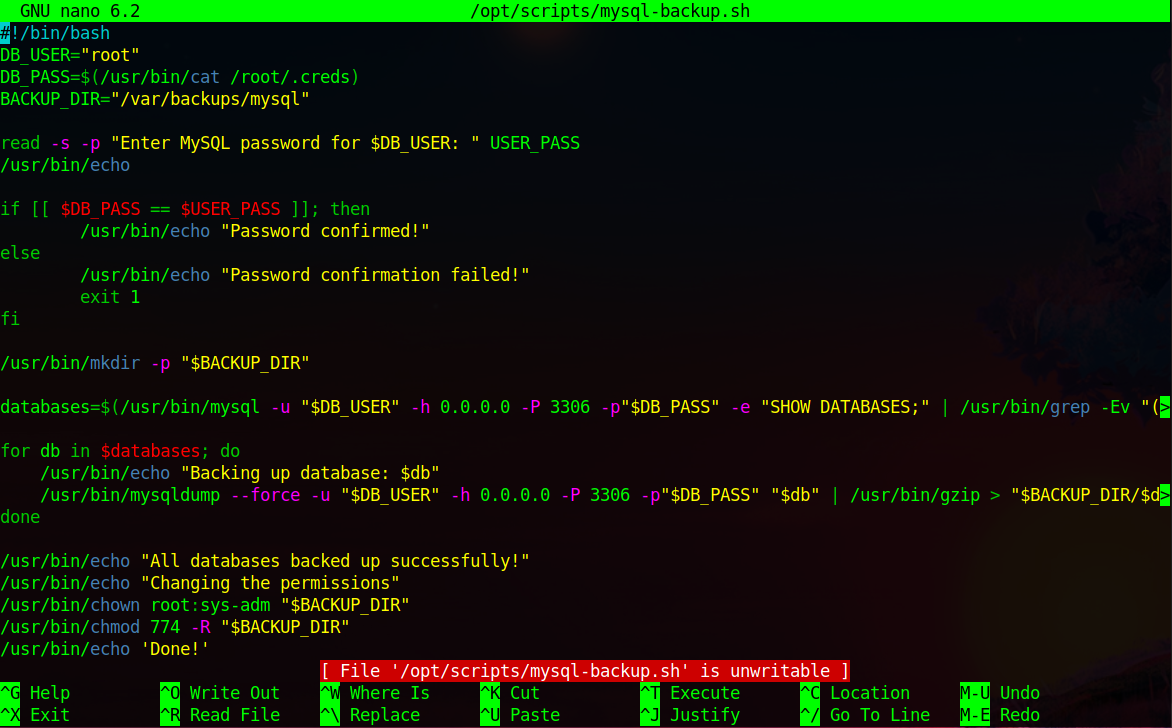 GNU nano 6.2 /opt/scripts/mysql-backup.sh
#!/bin/bash
DB_USER="root"
DB_PASS=$(/usr/bin/cat /root/.creds)
BACKUP_DIR="/var/backups/mysql"

read -s -p "Enter MySQL password for $DB_USER: " USER_PASS
/usr/bin/echo

if [[ $DB_PASS == $USER_PASS ]]; then
        /usr/bin/echo "Password confirmed!"
else
        /usr/bin/echo "Password confirmation failed!"
        exit 1
fi

/usr/bin/mkdir -p "$BACKUP_DIR"

databases=$(/usr/bin/mysql -u "$DB_USER" -h 0.0.0.0 -P 3306 -p"$DB_PASS" -e "SHOW DATABASES;" | /usr/bin/grep -Ev "(>

for db in $databases; do
    /usr/bin/echo "Backing up database: $db"
    /usr/bin/mysqldump --force -u "$DB_USER" -h 0.0.0.0 -P 3306 -p"$DB_PASS" "$db" | /usr/bin/gzip > "$BACKUP_DIR/$d>
done

/usr/bin/echo "All databases backed up successfully!"
/usr/bin/echo "Changing the permissions"
/usr/bin/chown root:sys-adm "$BACKUP_DIR"
/usr/bin/chmod 774 -R "$BACKUP_DIR"
/usr/bin/echo 'Done!'
[ File '/opt/scripts/mysql-backup.sh' is unwritable ]
^G Help ^O Write Out ^W Where Is ^K Cut ^T Execute ^C Location M-U Undo
^X Exit ^R Read File ^\ Replace ^U Paste ^J Justify ^/ Go To Line M-E Redo